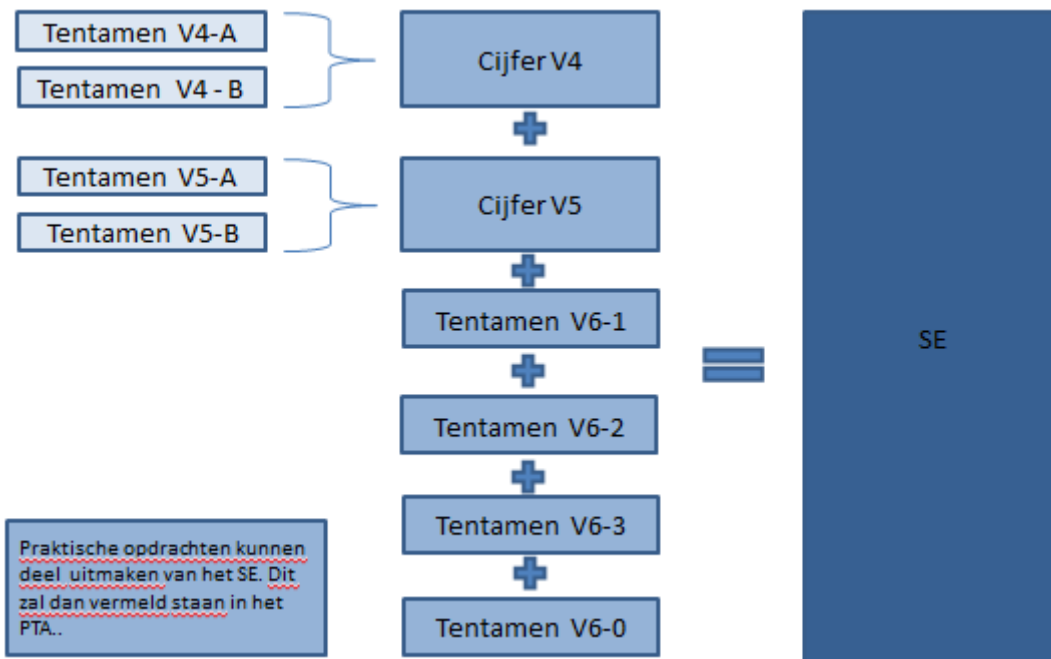 Tentamen V4-A
Tentamen V4 - B
Cijfer V4
Tentamen V5-A
Tentamen V5-B
Cijfer V5
Tentamen V6-1
Tentamen V6-2
Tentamen V6-3
Tentamen V6-0
SE
Praktische opdrachten kunnen
deel uitmaken van het SE. Dit
zal dan vermeld staan in het
PTA..